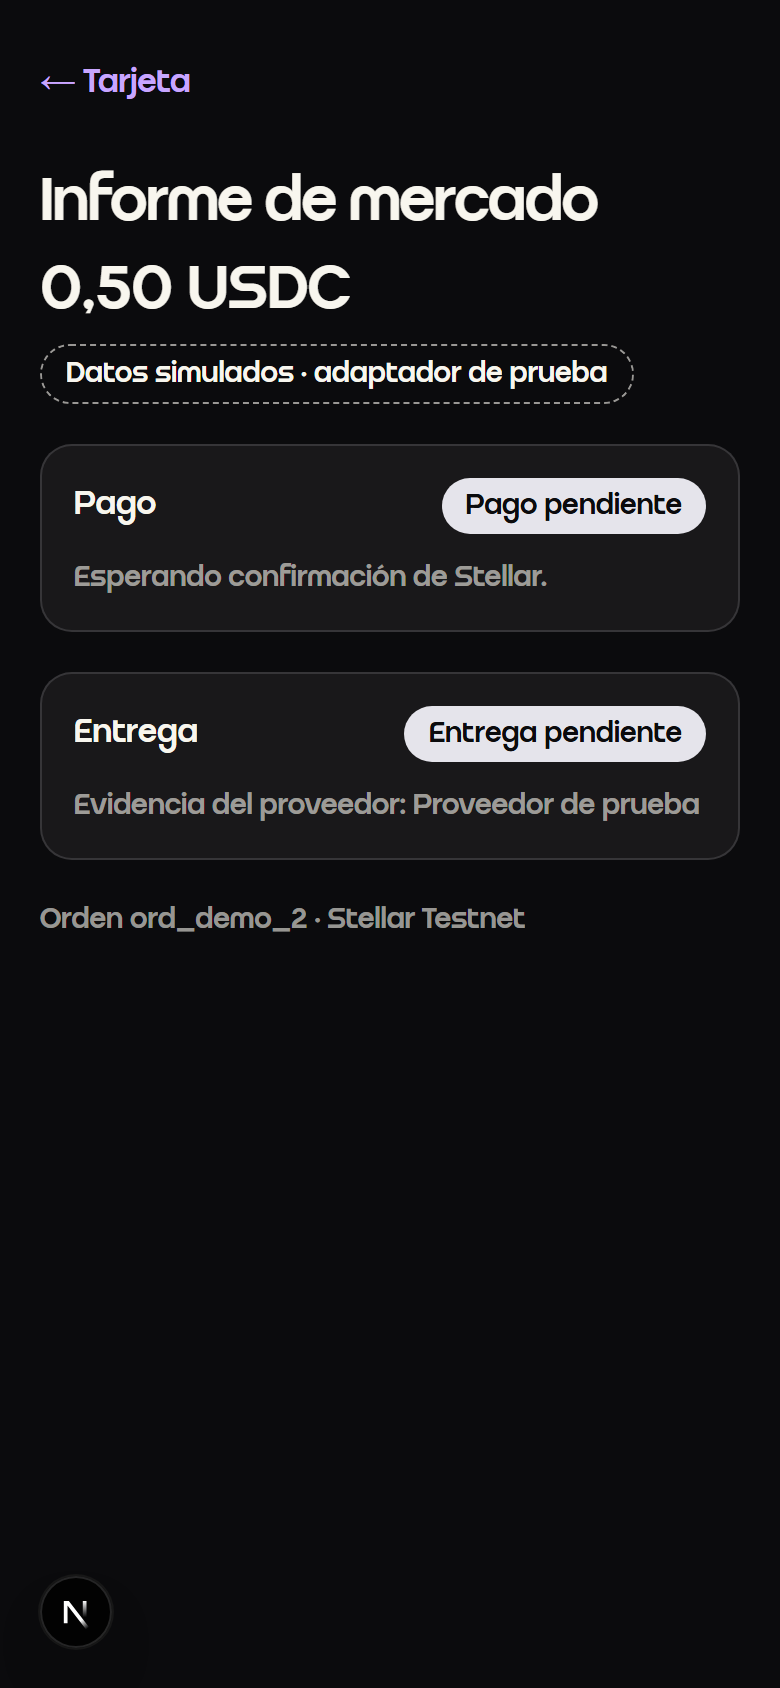 ← Tarjeta
Informe de mercado
0,50 USDC
Datos simulados · adaptador de prueba
Pago
Pago pendiente
Esperando confirmación de Stellar.
Entrega
Entrega pendiente
Evidencia del proveedor: Proveedor de prueba
Orden ord_demo_2 · Stellar Testnet
N